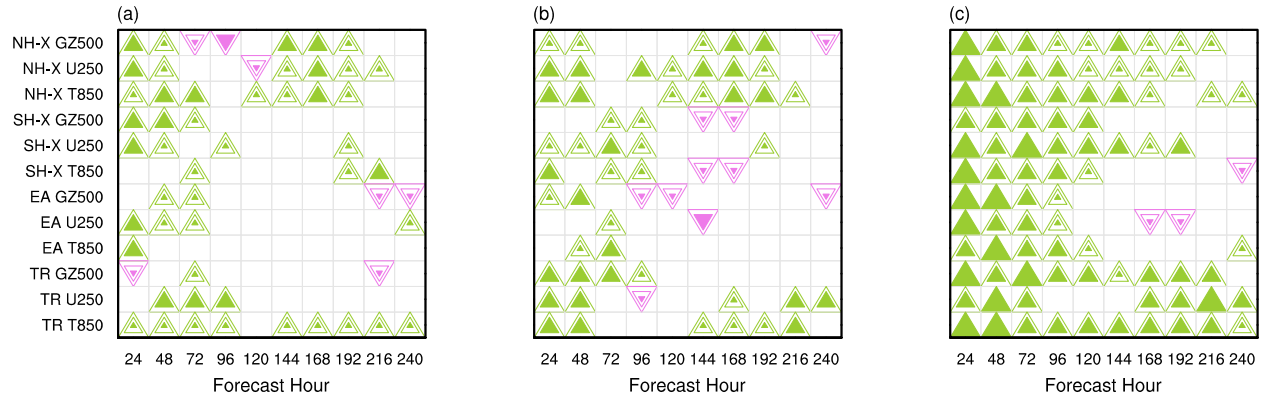 (a) (b) (c)
NH-X GZ500
NH-X U250
NH-X T850
SH-X GZ500
SH-X U250
SH-X T850
EA GZ500
EA U250
EA T850
TR GZ500
TR U250
TR T850
24 48 72 96 120 144 168 192 216 240 24 48 72 96 120 144 168 192 216 240 24 48 72 96 120 144 168 192 216 240
Forecast Hour Forecast Hour Forecast Hour